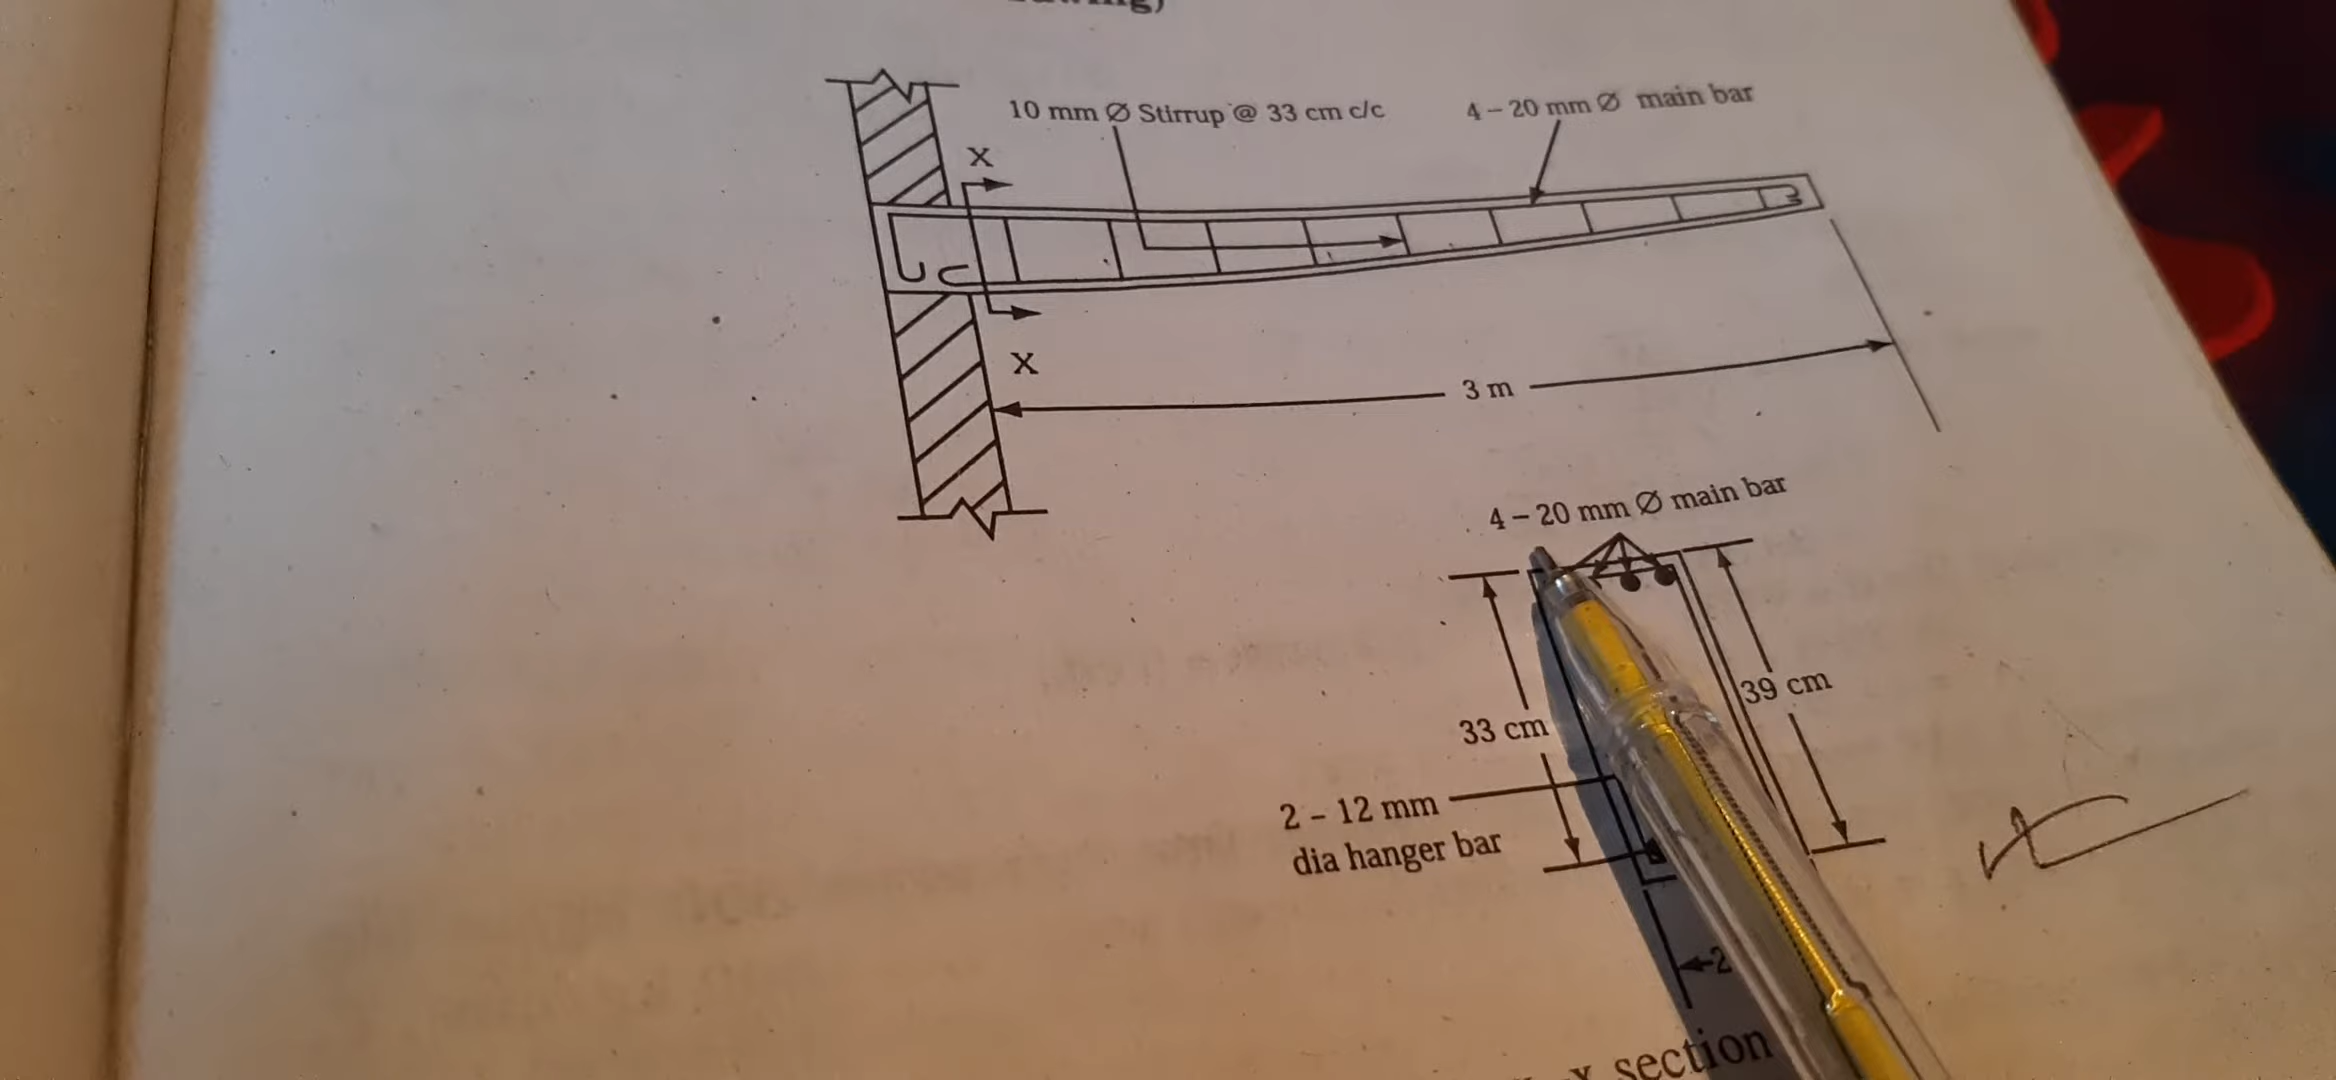 10 mm Ø Stirrup @ 33 cm c/c
4 – 20 mm Ø main bar
X
X
3 m
4 – 20 mm Ø main bar
39 cm
33 cm
2 – 12 mm
dia hanger bar
section